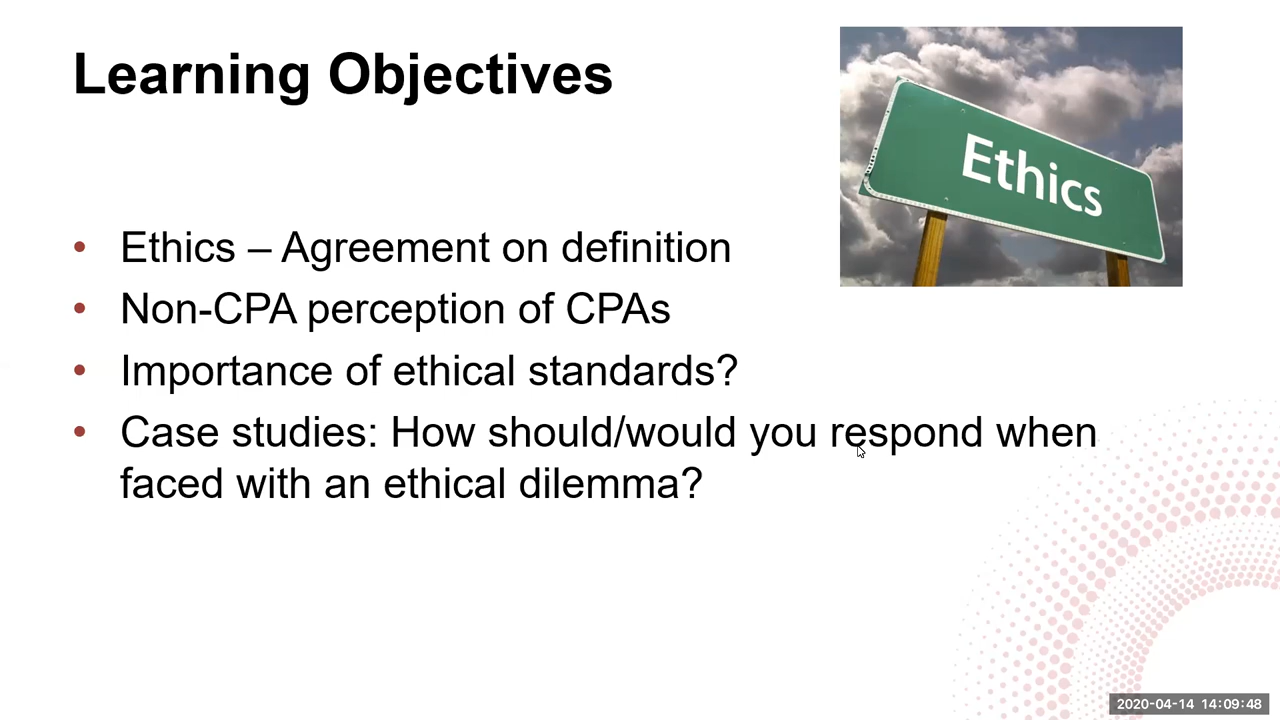 Learning Objectives
Ethics
• Ethics – Agreement on definition
• Non-CPA perception of CPAs
• Importance of ethical standards?
• Case studies: How should/would you respond when
faced with an ethical dilemma?
2020-04-14 14:09:48